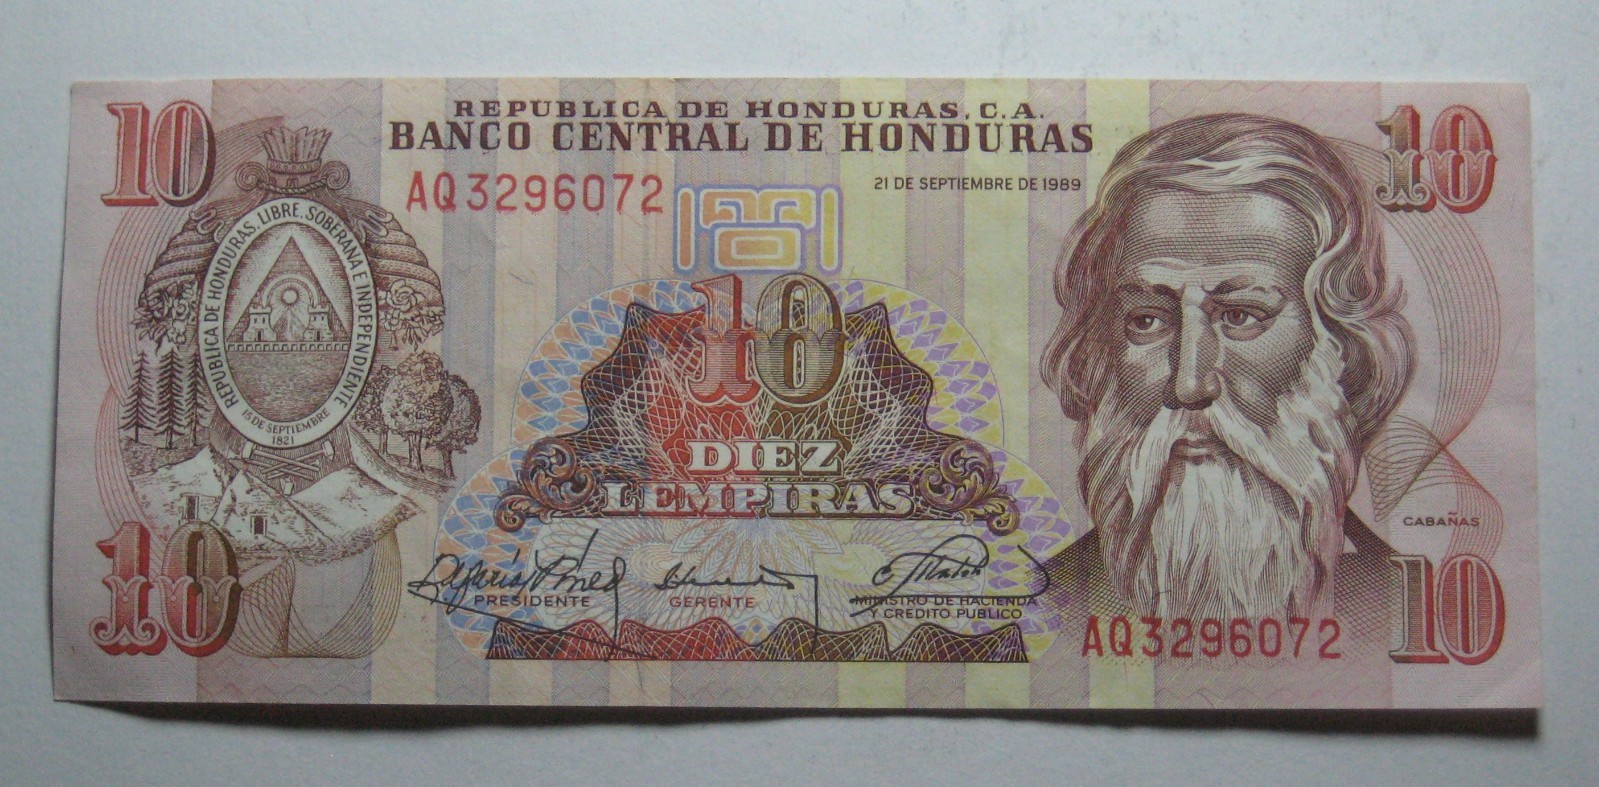 10
10
REPUBLICA DE HONDURAS, C.A.
BANCO CENTRAL DE HONDURAS
AQ3296072
21 DE SEPTIEMBRE DE 1989
REPUBLICA DE HONDURAS, LIBRE, SOBERANA E INDEPENDIENTE
15 DE SEPTIEMBRE
1821
10
DIEZ
LEMPIRAS
CABAÑAS
10
10
PRESIDENTE
GERENTE
MINISTRO DE HACIENDA
Y CREDITO PUBLICO
AQ3296072